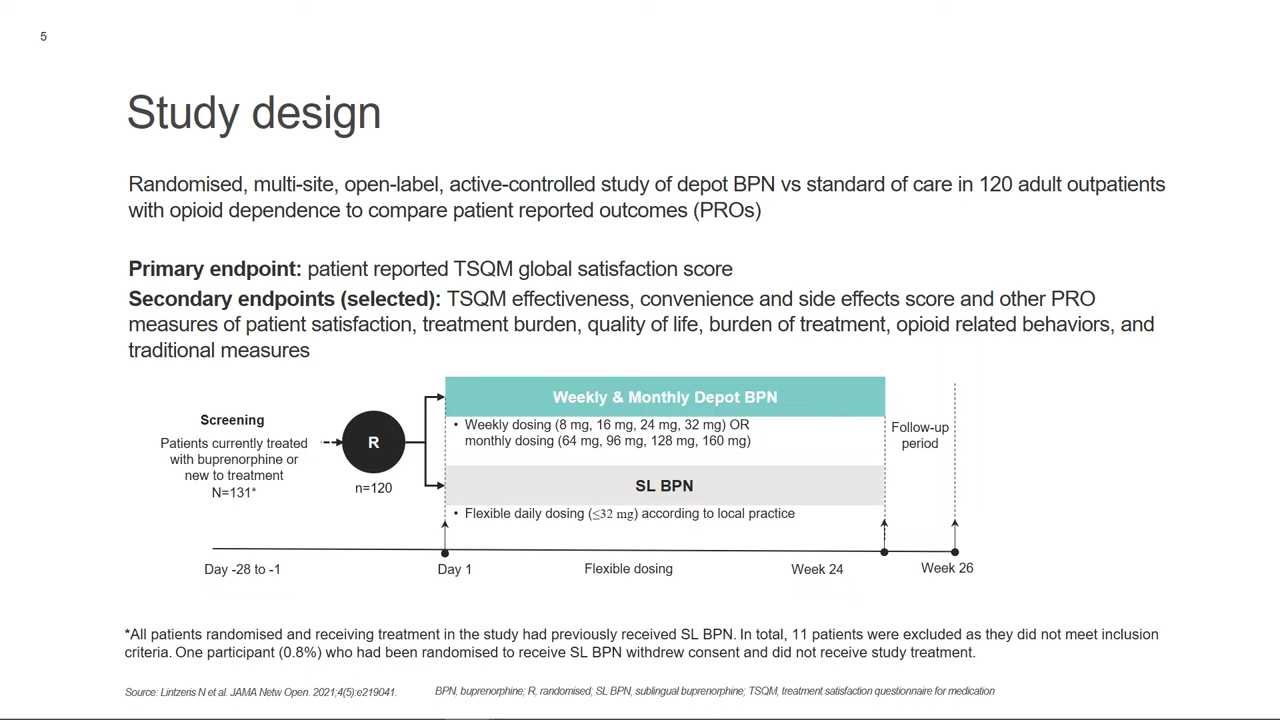 5
Study design
Randomised, multi-site, open-label, active-controlled study of depot BPN vs standard of care in 120 adult outpatients
with opioid dependence to compare patient reported outcomes (PROs)
Primary endpoint: patient reported TSQM global satisfaction score
Secondary endpoints (selected): TSQM effectiveness, convenience and side effects score and other PRO
measures of patient satisfaction, treatment burden, quality of life, burden of treatment, opioid related behaviors, and
traditional measures
Screening
Patients currently treated
with buprenorphine or
new to treatment
N=131*
R
n=120
Weekly & Monthly Depot BPN
• Weekly dosing (8 mg, 16 mg, 24 mg, 32 mg) OR
monthly dosing (64 mg, 96 mg, 128 mg, 160 mg)
SL BPN
• Flexible daily dosing (≤32 mg) according to local practice
Follow-up
period
Day -28 to -1
Day 1
Flexible dosing
Week 24
Week 26
*All patients randomised and receiving treatment in the study had previously received SL BPN. In total, 11 patients were excluded as they did not meet inclusion
criteria. One participant (0.8%) who had been randomised to receive SL BPN withdrew consent and did not receive study treatment.
Source: Lintzeris N et al. JAMA Netw Open. 2021;4(5):e219041.
BPN, buprenorphine; R, randomised; SL BPN, sublingual buprenorphine; TSQM, treatment satisfaction questionnaire for medication